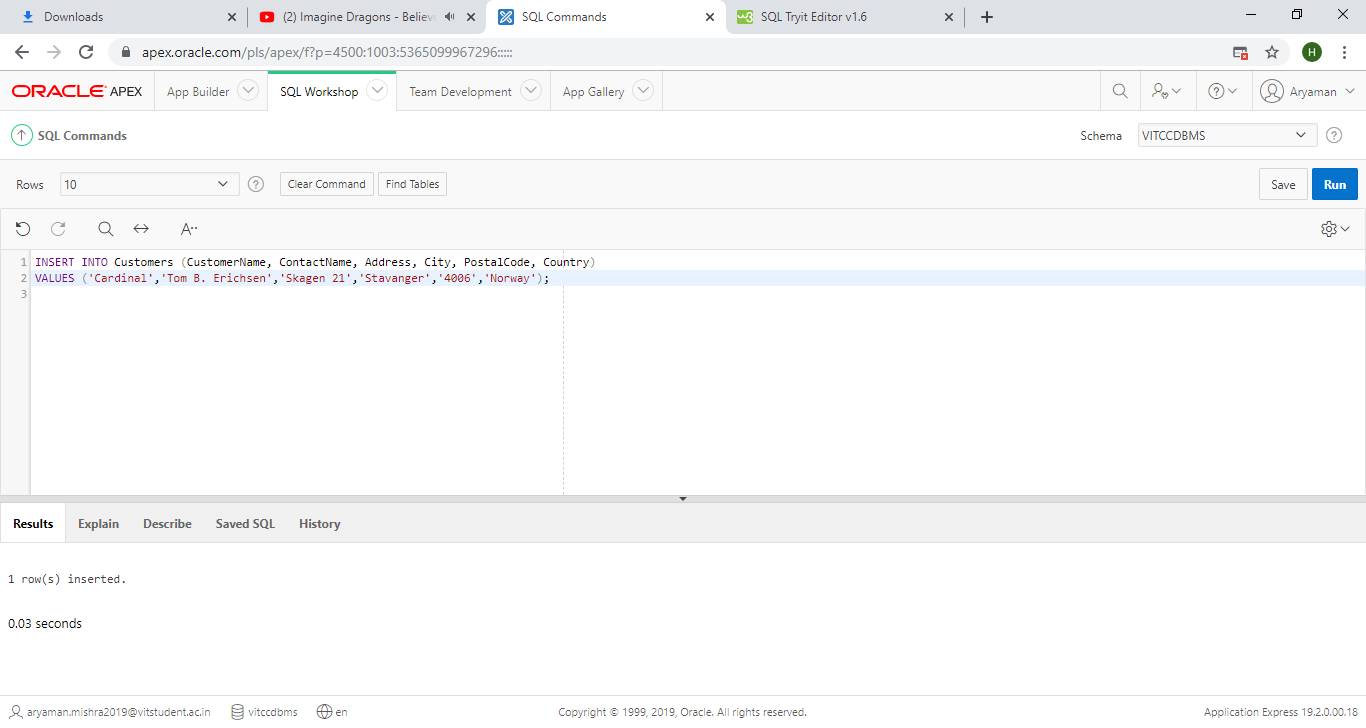 Downloads
(2) Imagine Dragons - Believe
SQL Commands
SQL Tryit Editor v1.6
apex.oracle.com/pls/apex/f?p=4500:1003:5365099967296:::::
H
ORACLE APEX
App Builder
SQL Workshop
Team Development
App Gallery
Aryaman
SQL Commands
Schema
VITCCDBMS
Rows
10
Clear Command
Find Tables
Save
Run
1 INSERT INTO Customers (CustomerName, ContactName, Address, City, PostalCode, Country)
2 VALUES ('Cardinal','Tom B. Erichsen','Skagen 21','Stavanger','4006','Norway');
3
Results Explain Describe Saved SQL History
1 row(s) inserted.
0.03 seconds
aryaman.mishra2019@vitstudent.ac.in vitccdbms en
Copyright © 1999, 2019, Oracle. All rights reserved.
Application Express 19.2.0.00.18